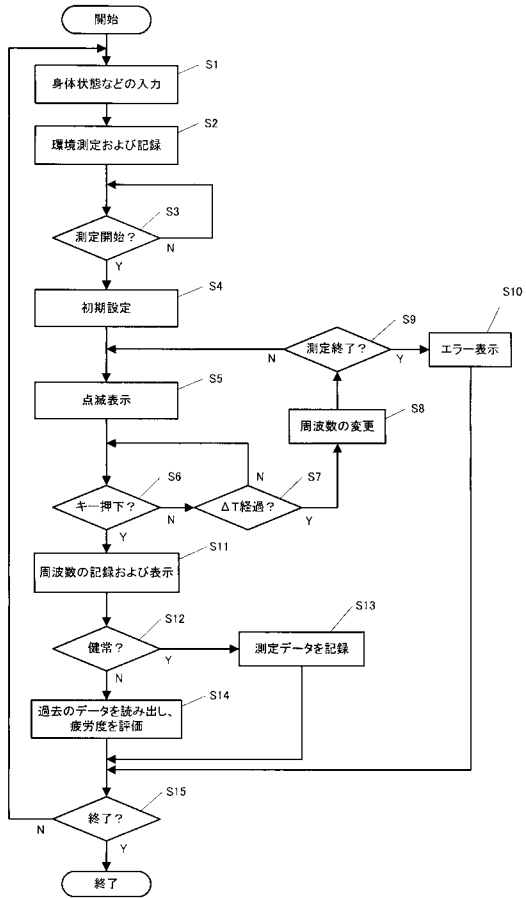 開始
S1
身体状態などの入力
S2
環境測定および記録
S3
測定開始？
N
Y
S4
初期設定
S9
測定終了？
N
Y
S10
エラー表示
S5
点滅表示
S8
周波数の変更
S6
キー押下？
N
Y
S7
ΔT経過？
N
Y
S11
周波数の記録および表示
S12
健常？
Y
N
S13
測定データを記録
S14
過去のデータを読み出し、
疲労度を評価
S15
終了？
N
Y
終了